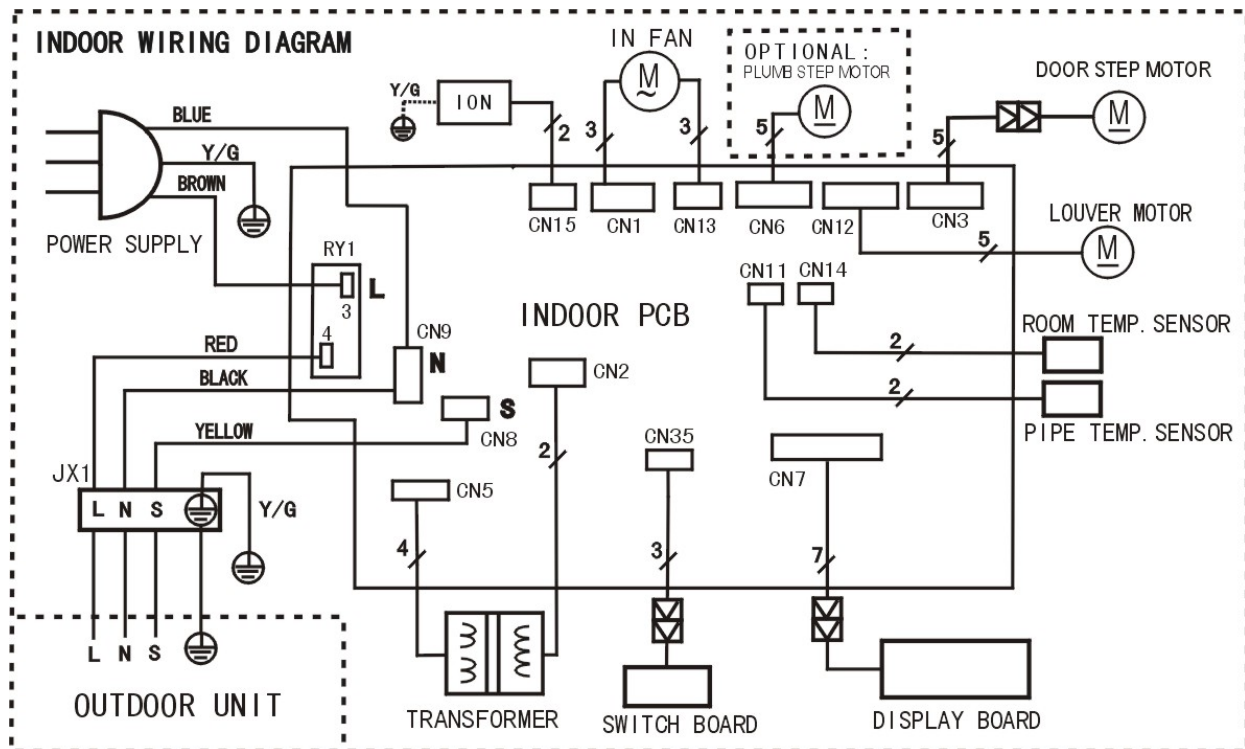 INDOOR WIRING DIAGRAM
IN FAN
M
~
OPTIONAL:
PLUMB STEP MOTOR
M
DOOR STEP MOTOR
M
Y/G
ION
BLUE
Y/G
BROWN
POWER SUPPLY
2
3
3
5
5
CN15
CN1
CN13
CN6
CN12
CN3
LOUVER MOTOR
5
M
RY1
L
3
4
CN9
N
RED
BLACK
INDOOR PCB
CN11
CN14
ROOM TEMP. SENSOR
2
2
PIPE TEMP. SENSOR
CN2
S
CN8
YELLOW
2
CN35
CN7
JX1
L N S
Y/G
CN5
4
3
7
L N S
OUTDOOR UNIT
TRANSFORMER
SWITCH BOARD
DISPLAY BOARD